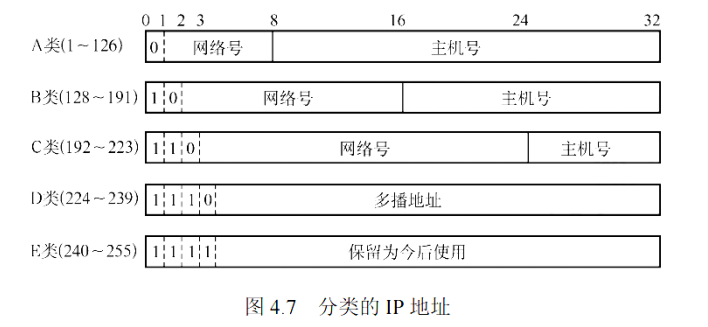 0 1 2 3 8 16 24 32
A类(1～126) 0 网络号 主机号
B类(128～191) 1 0 网络号 主机号
C类(192～223) 1 1 0 网络号 主机号
D类(224～239) 1 1 1 0 多播地址
E类(240～255) 1 1 1 1 保留为今后使用
图 4.7 分类的 IP 地址